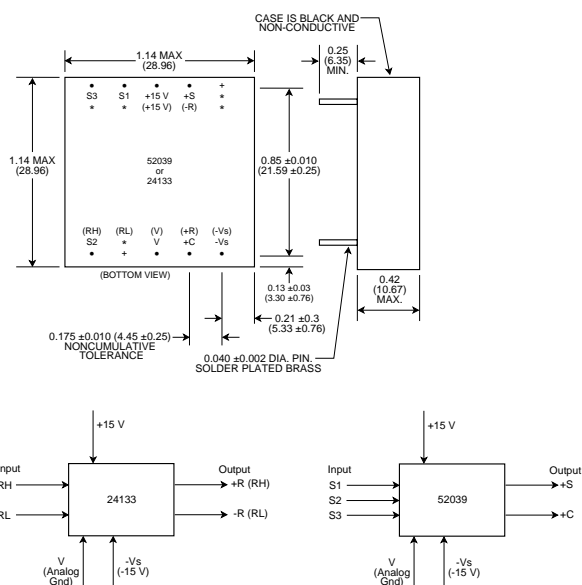 CASE IS BLACK AND
NON-CONDUCTIVE
1.14 MAX
(28.96)
0.25
(6.35)
MIN.
• • • • +
S3 S1 +15 V +S *
* * (+15 V) (-R) *
1.14 MAX
(28.96)
52039
or
24133
0.85 ±0.010
(21.59 ±0.25)
(RH) (RL) (V) (+R) (-Vs)
S2 * V +C -Vs
• + • • •
(BOTTOM VIEW)
0.13 ±0.03
(3.30 ±0.76)
0.42
(10.67)
MAX.
0.21 ±0.3
(5.33 ±0.76)
0.175 ±0.010 (4.45 ±0.25)
NONCUMULATIVE
TOLERANCE
0.040 ±0.002 DIA. PIN.
SOLDER PLATED BRASS
+15 V
Output
RH
24133
+R (RH)
RL
-R (RL)
V
(Analog
Gnd)
-Vs
(-15 V)
+15 V
Input
Output
S1
+S
S2
52039
S3
+C
V
(Analog
Gnd)
-Vs
(-15 V)